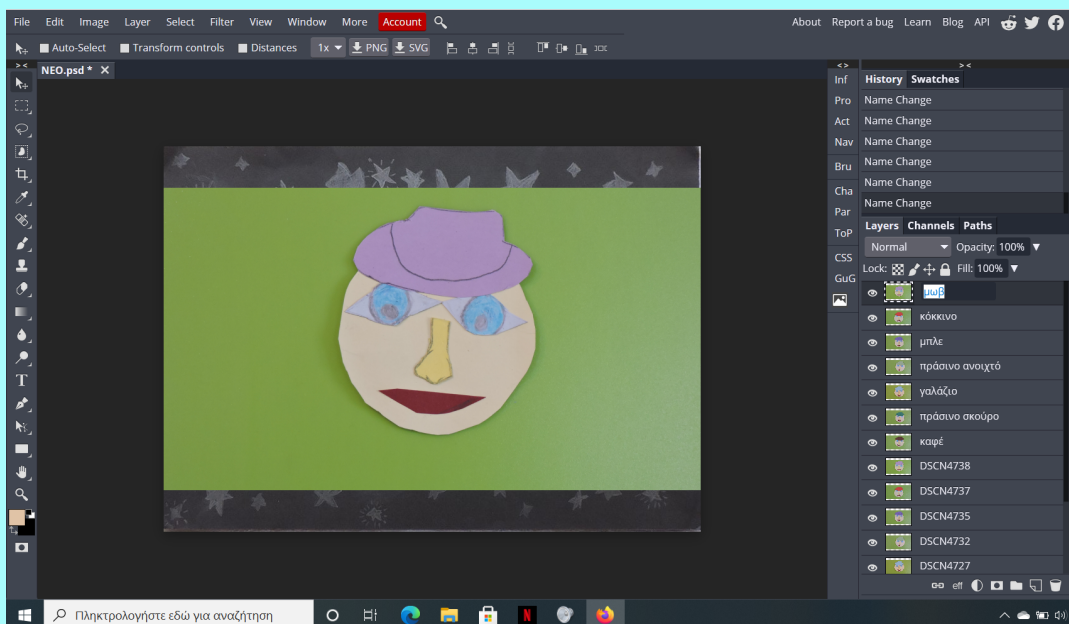 File Edit Image Layer Select Filter View Window More Account About Report a bug Learn Blog API
Auto-Select Transform controls Distances 1x PNG SVG
NEO.psd *
Inf
Pro
Act
Nav
Bru
Cha
Par
ToP
CSS
GuG
History Swatches
Name Change
Name Change
Name Change
Name Change
Name Change
Name Change
Layers Channels Paths
Normal Opacity: 100%
Lock: Fill: 100%
μωβ
κόκκινο
μπλε
πράσινο ανοιχτό
γαλάζιο
πράσινο σκούρο
καφέ
DSCN4738
DSCN4737
DSCN4735
DSCN4732
DSCN4727
eff
Πληκτρολογήστε εδώ για αναζήτηση